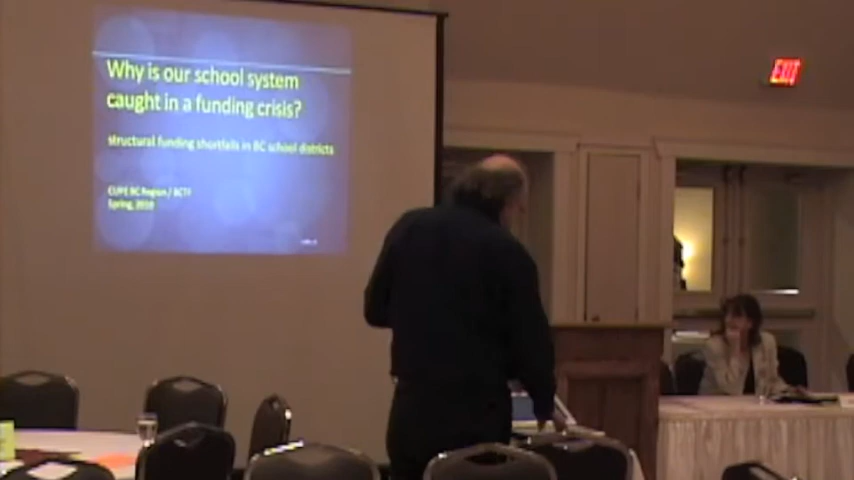 Why is our school system
caught in a funding crisis?
structural funding shortfalls in BC school districts
CUPE BC Region / BCTF
Spring, 2010
EXIT